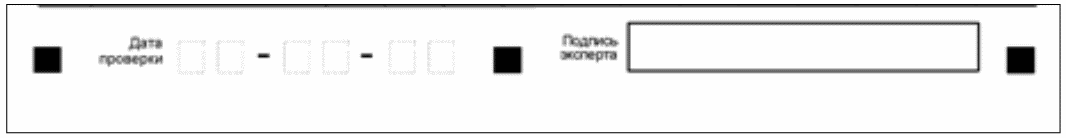 Дата
проверки - -
Подпись
эксперта